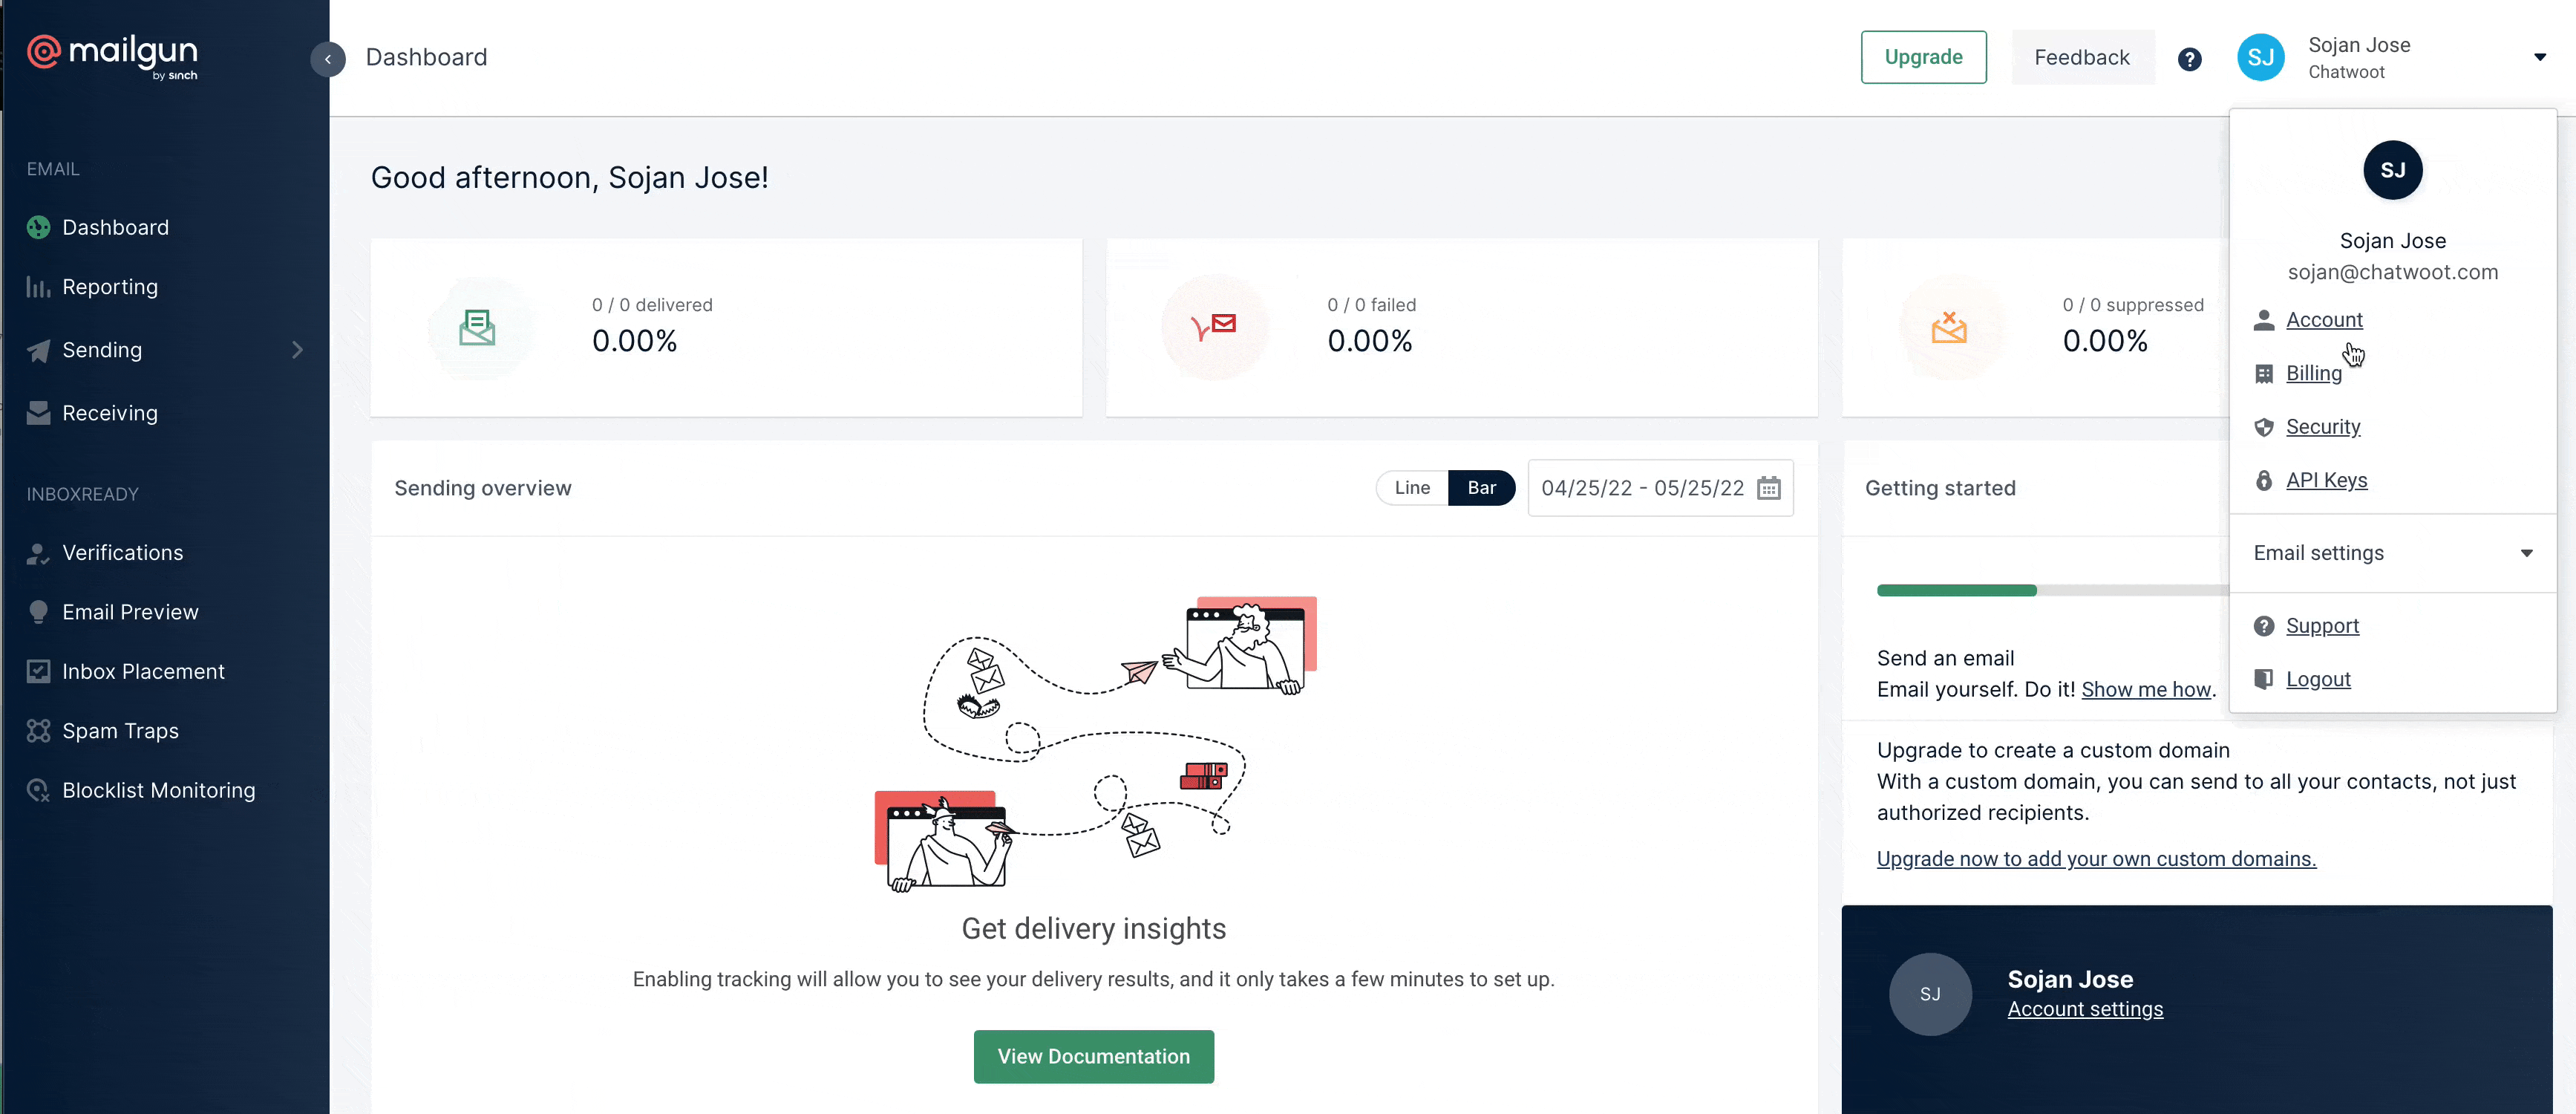 mailgun
by sinch
Dashboard
Upgrade
Feedback
?
SJ
Sojan Jose
Chatwoot
EMAIL
Dashboard
Reporting
Sending
Receiving
INBOXREADY
Verifications
Email Preview
Inbox Placement
Spam Traps
Blocklist Monitoring
Good afternoon, Sojan Jose!
0 / 0 delivered
0.00%
0 / 0 failed
0.00%
0 / 0 suppressed
0.00%
Sending overview
Line
Bar
04/25/22 - 05/25/22
Get delivery insights
Enabling tracking will allow you to see your delivery results, and it only takes a few minutes to set up.
View Documentation
Getting started
Send an email
Email yourself. Do it! Show me how.
Upgrade to create a custom domain
With a custom domain, you can send to all your contacts, not just
authorized recipients.
Upgrade now to add your own custom domains.
SJ
Sojan Jose
Account settings
SJ
Sojan Jose
sojan@chatwoot.com
Account
Billing
Security
API Keys
Email settings
? Support
Logout